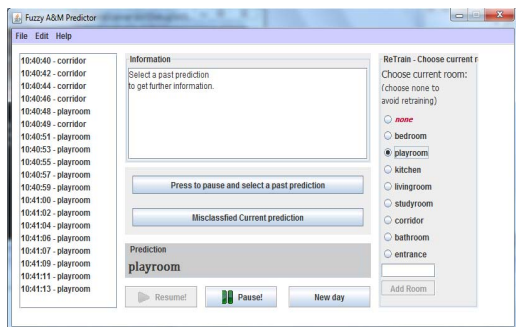 Fuzzy A&M Predictor
File Edit Help
10:40:40 - corridor
10:40:42 - corridor
10:40:44 - corridor
10:40:46 - corridor
10:40:48 - playroom
10:40:49 - corridor
10:40:51 - playroom
10:40:53 - playroom
10:40:55 - playroom
10:40:57 - playroom
10:40:59 - playroom
10:41:00 - playroom
10:41:02 - playroom
10:41:04 - playroom
10:41:06 - playroom
10:41:07 - playroom
10:41:09 - playroom
10:41:11 - playroom
10:41:13 - playroom
Information
Select a past prediction
to get further information.
Press to pause and select a past prediction
Misclassfied Current prediction
Prediction
playroom
Resume!
Pause!
New day
ReTrain - Choose current r
Choose current room:
(choose none to
avoid retraining)
none
bedroom
playroom
kitchen
livingroom
studyroom
corridor
bathroom
entrance
Add Room